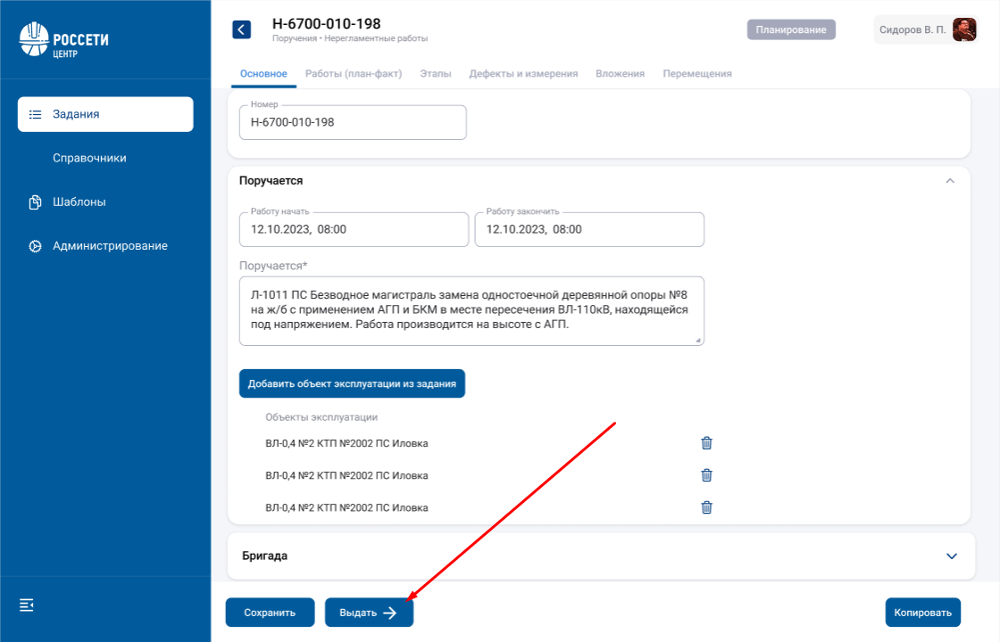 РОССЕТИ
ЦЕНТР
Задания
Справочники
Шаблоны
Администрирование
Н-6700-010-198
Поручения • Нерегламентные работы
Планирование
Сидоров В. П.
Основное
Работы (план-факт)
Этапы
Дефекты и измерения
Вложения
Перемещения
Номер
Н-6700-010-198
Поручается
Работу начать
12.10.2023, 08:00
Работу закончить
12.10.2023, 08:00
Поручается*
Л-1011 ПС Безводное магистраль замена одностоечной деревянной опоры №8
на ж/б с применением АГП и БКМ в месте пересечения ВЛ-110кВ, находящейся
под напряжением. Работа производится на высоте с АГП.
Добавить объект эксплуатации из задания
Объекты эксплуатации
ВЛ-0,4 №2 КТП №2002 ПС Иловка
ВЛ-0,4 №2 КТП №2002 ПС Иловка
ВЛ-0,4 №2 КТП №2002 ПС Иловка
Бригада
Сохранить
Выдать
Копировать